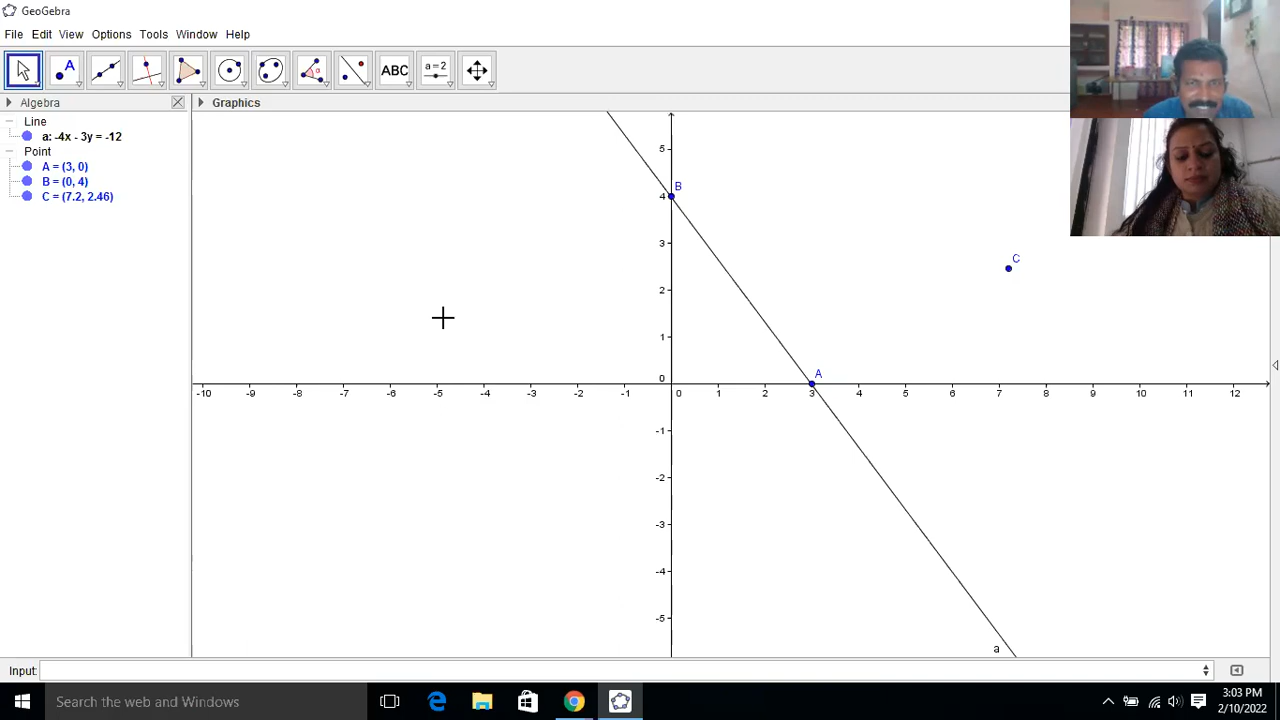 GeoGebra
File Edit View Options Tools Window Help
A ABC a=2
Algebra
Graphics
Line
a: -4x - 3y = -12
Point
A = (3, 0)
B = (0, 4)
C = (7.2, 2.46)
5
B
4
3
C
2
1
A
0
-10 -9 -8 -7 -6 -5 -4 -3 -2 -1 0 1 2 3 4 5 6 7 8 9 10 11 12
-1
-2
-3
-4
-5
a
Input:
Search the web and Windows
3:03 PM
2/10/2022